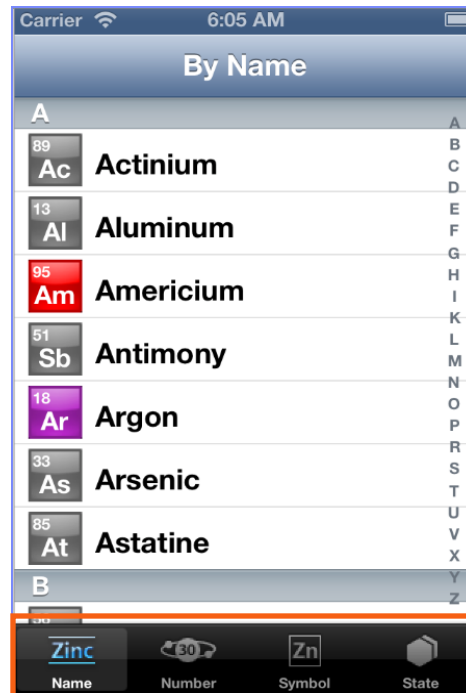 Carrier 6:05 AM
By Name
A
89
Ac Actinium
13
Al Aluminum
95
Am Americium
51
Sb Antimony
18
Ar Argon
33
As Arsenic
85
At Astatine
B
A
B
C
D
E
F
G
H
I
K
L
M
N
O
P
R
S
T
U
V
X
Y
Z
Zinc 30 Zn
Name Number Symbol State